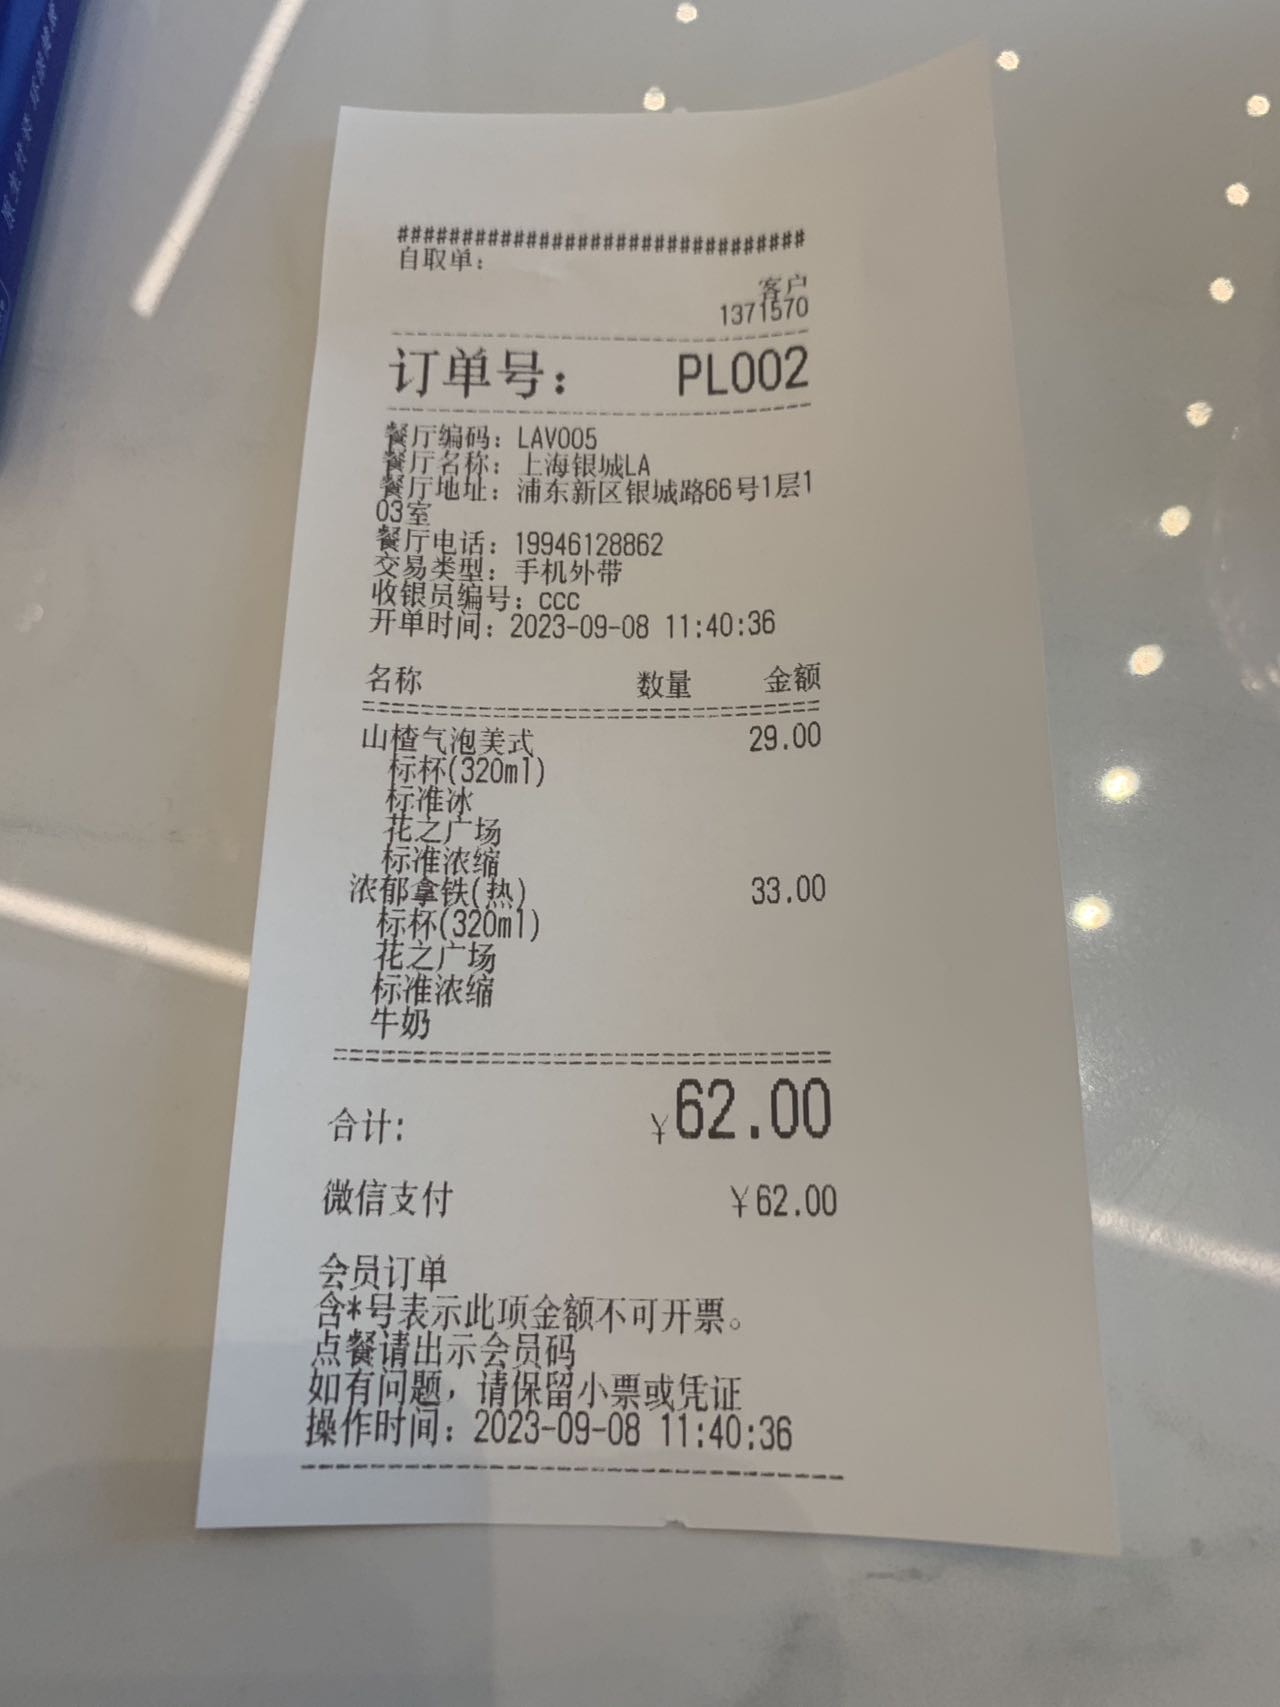 ################################
自取单:
客户
1371570
订单号: PL002
餐厅编码: LAV005
餐厅名称: 上海银城LA
餐厅地址: 浦东新区银城路66号1层1
03室
餐厅电话: 19946128862
交易类型: 手机外带
收银员编号: ccc
开单时间: 2023-09-08 11:40:36
名称 数量 金额
山楂气泡美式 29.00
标杯(320ml)
标准冰
花之广场
标准浓缩
浓郁拿铁(热) 33.00
标杯(320ml)
花之广场
标准浓缩
牛奶
合计: ¥62.00
微信支付 ¥62.00
会员订单
含*号表示此项金额不可开票。
点餐请出示会员码
如有问题，请保留小票或凭证
操作时间: 2023-09-08 11:40:36